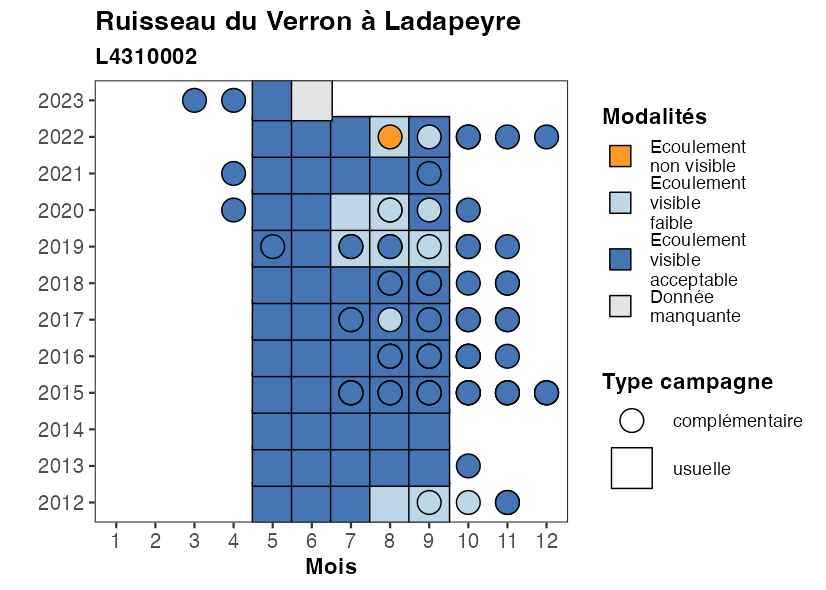 Ruisseau du Verron à Ladapeyre
L4310002
2023
2022
2021
2020
2019
2018
2017
2016
2015
2014
2013
2012
1 2 3 4 5 6 7 8 9 10 11 12
Mois
Modalités
Ecoulement
non visible
Ecoulement
visible
faible
Ecoulement
visible
acceptable
Donnée
manquante
Type campagne
complémentaire
usuelle